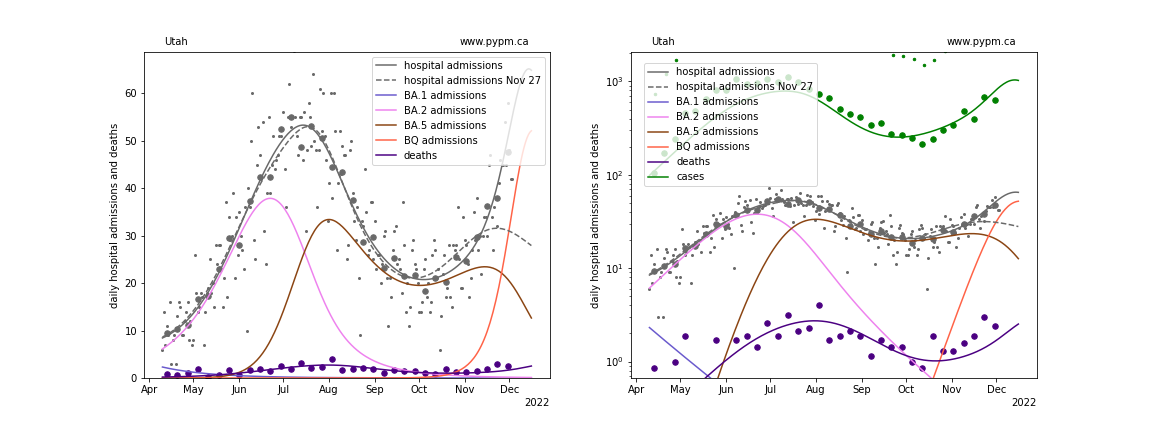 Utah
www.pypm.ca
daily hospital admissions and deaths
60
50
40
30
20
10
0
hospital admissions
hospital admissions Nov 27
BA.1 admissions
BA.2 admissions
BA.5 admissions
BQ admissions
deaths
Apr May Jun Jul Aug Sep Oct Nov Dec
2022
Utah
www.pypm.ca
daily hospital admissions and deaths
10³
10²
10¹
10⁰
hospital admissions
hospital admissions Nov 27
BA.1 admissions
BA.2 admissions
BA.5 admissions
BQ admissions
deaths
cases
Apr May Jun Jul Aug Sep Oct Nov Dec
2022